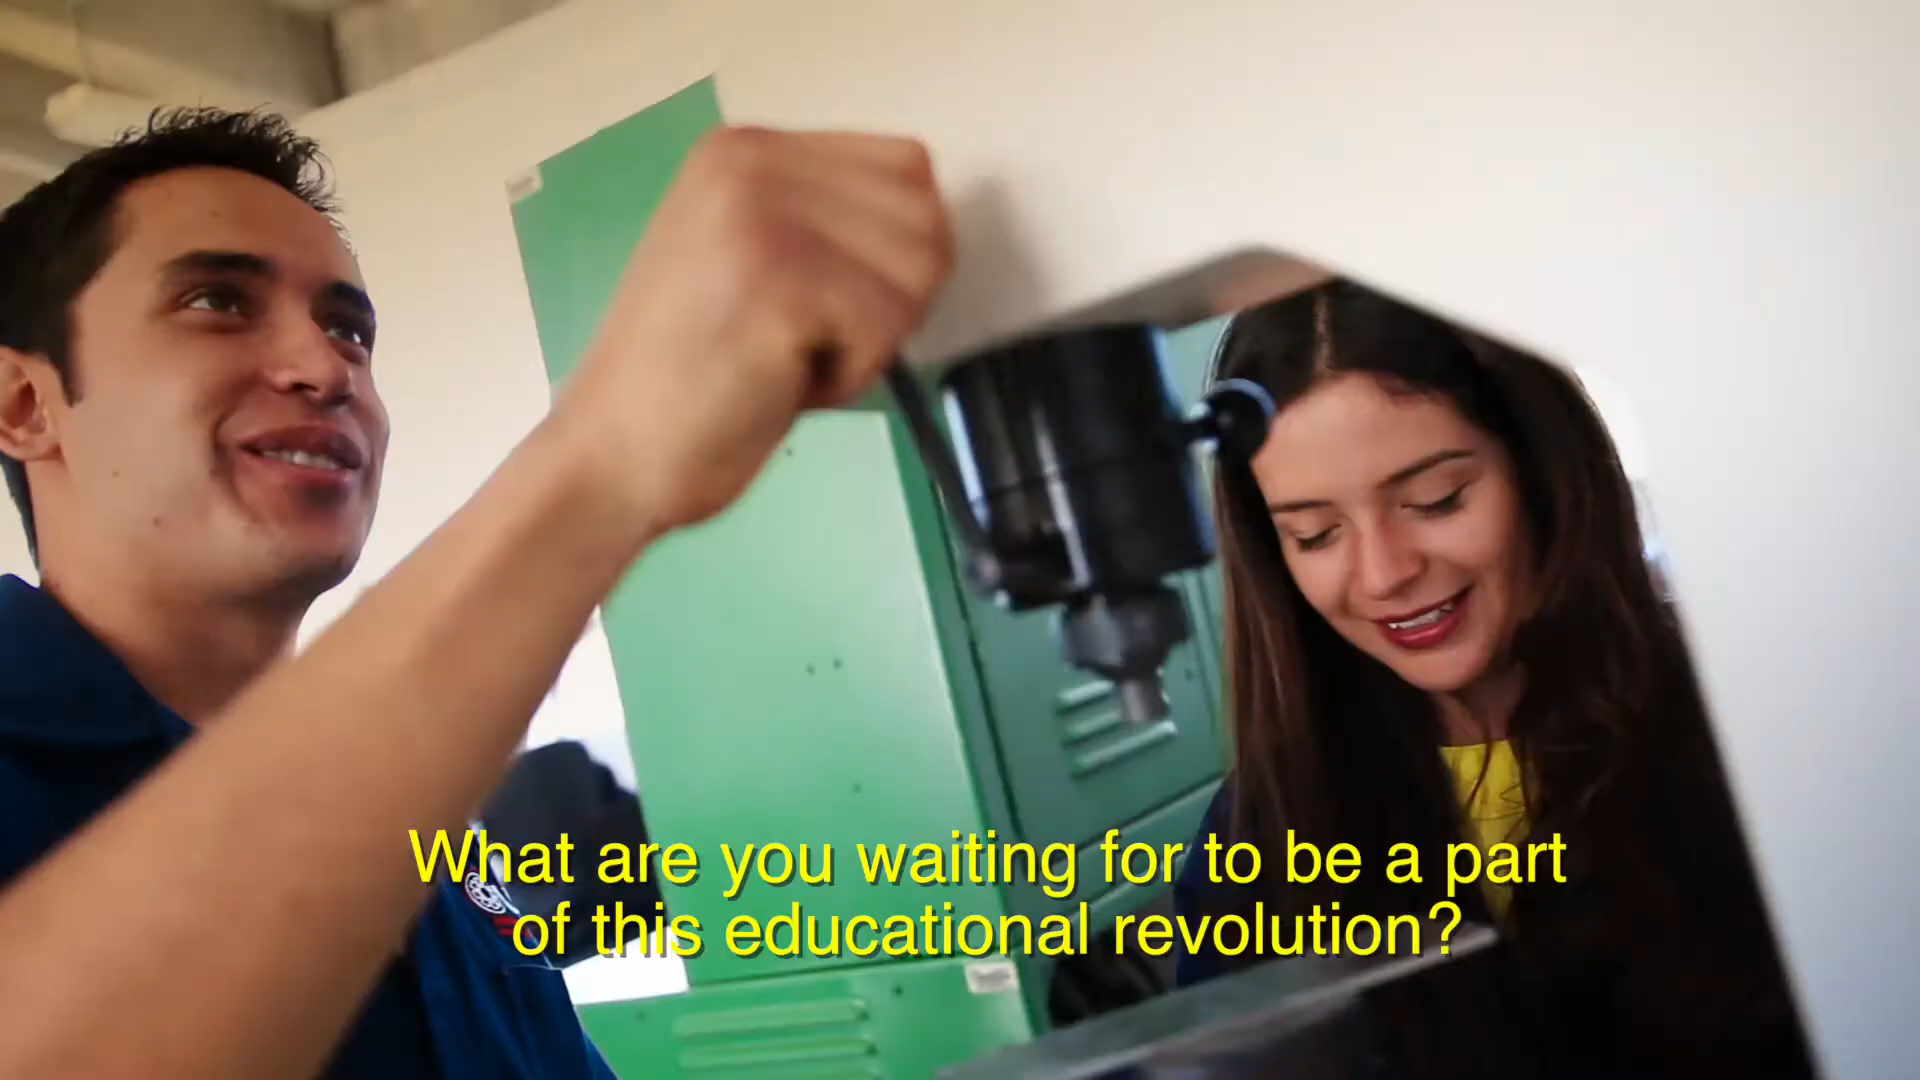 What are you waiting for to be a part
of this educational revolution?